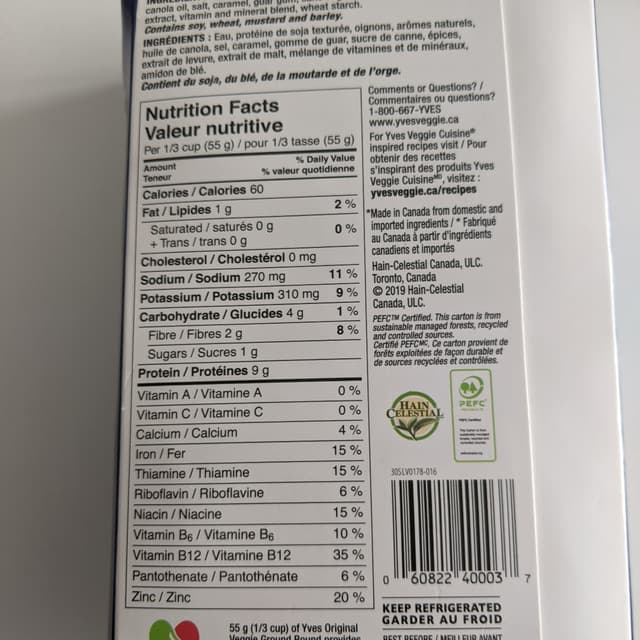 canola oil, salt, caramel, guar gum,
extract, vitamin and mineral blend, wheat starch.
Contains soy, wheat, mustard and barley.
INGRÉDIENTS : Eau, protéine de soja texturée, oignons, arômes naturels,
huile de canola, sel, caramel, gomme de guar, sucre de canne, épices,
extrait de levure, extrait de malt, mélange de vitamines et de minéraux,
amidon de blé.
Contient du soja, du blé, de la moutarde et de l'orge.
Nutrition Facts
Valeur nutritive
Per 1/3 cup (55 g) / pour 1/3 tasse (55 g)
Amount % Daily Value
Teneur % valeur quotidienne
Calories / Calories 60
Fat / Lipides 1 g 2 %
Saturated / saturés 0 g 0 %
+ Trans / trans 0 g
Cholesterol / Cholestérol 0 mg
Sodium / Sodium 270 mg 11 %
Potassium / Potassium 310 mg 9 %
Carbohydrate / Glucides 4 g 1 %
Fibre / Fibres 2 g 8 %
Sugars / Sucres 1 g
Protein / Protéines 9 g
Vitamin A / Vitamine A 0 %
Vitamin C / Vitamine C 0 %
Calcium / Calcium 4 %
Iron / Fer 15 %
Thiamine / Thiamine 15 %
Riboflavin / Riboflavine 6 %
Niacin / Niacine 15 %
Vitamin B6 / Vitamine B6 10 %
Vitamin B12 / Vitamine B12 35 %
Pantothenate / Pantothénate 6 %
Zinc / Zinc 20 %
55 g (1/3 cup) of Yves Original
Veggie Ground Round provides
Comments or Questions? /
Commentaires ou questions?
1-800-667-YVES
www.yvesveggie.ca
For Yves Veggie Cuisine®
inspired recipes visit / Pour
obtenir des recettes
s'inspirant des produits Yves
Veggie Cuisine MD, visitez :
yvesveggie.ca/recipes
*Made in Canada from domestic and
imported ingredients / * Fabriqué
au Canada à partir d'ingrédients
canadiens et importés
Hain-Celestial Canada, ULC.
Toronto, Canada
© 2019 Hain-Celestial
Canada, ULC.
PEFC™ Certified. This carton is from
sustainable managed forests, recycled
and controlled sources.
Certifié PEFC MC. Ce carton provient de
forêts exploitées de façon durable et
de sources recyclées et contrôlées.
HAIN
CELESTIAL
PEFC
305LV0178-016
0 60822 40003 7
KEEP REFRIGERATED
GARDER AU FROID
BEST BEFORE / MEILLEUR AVANT